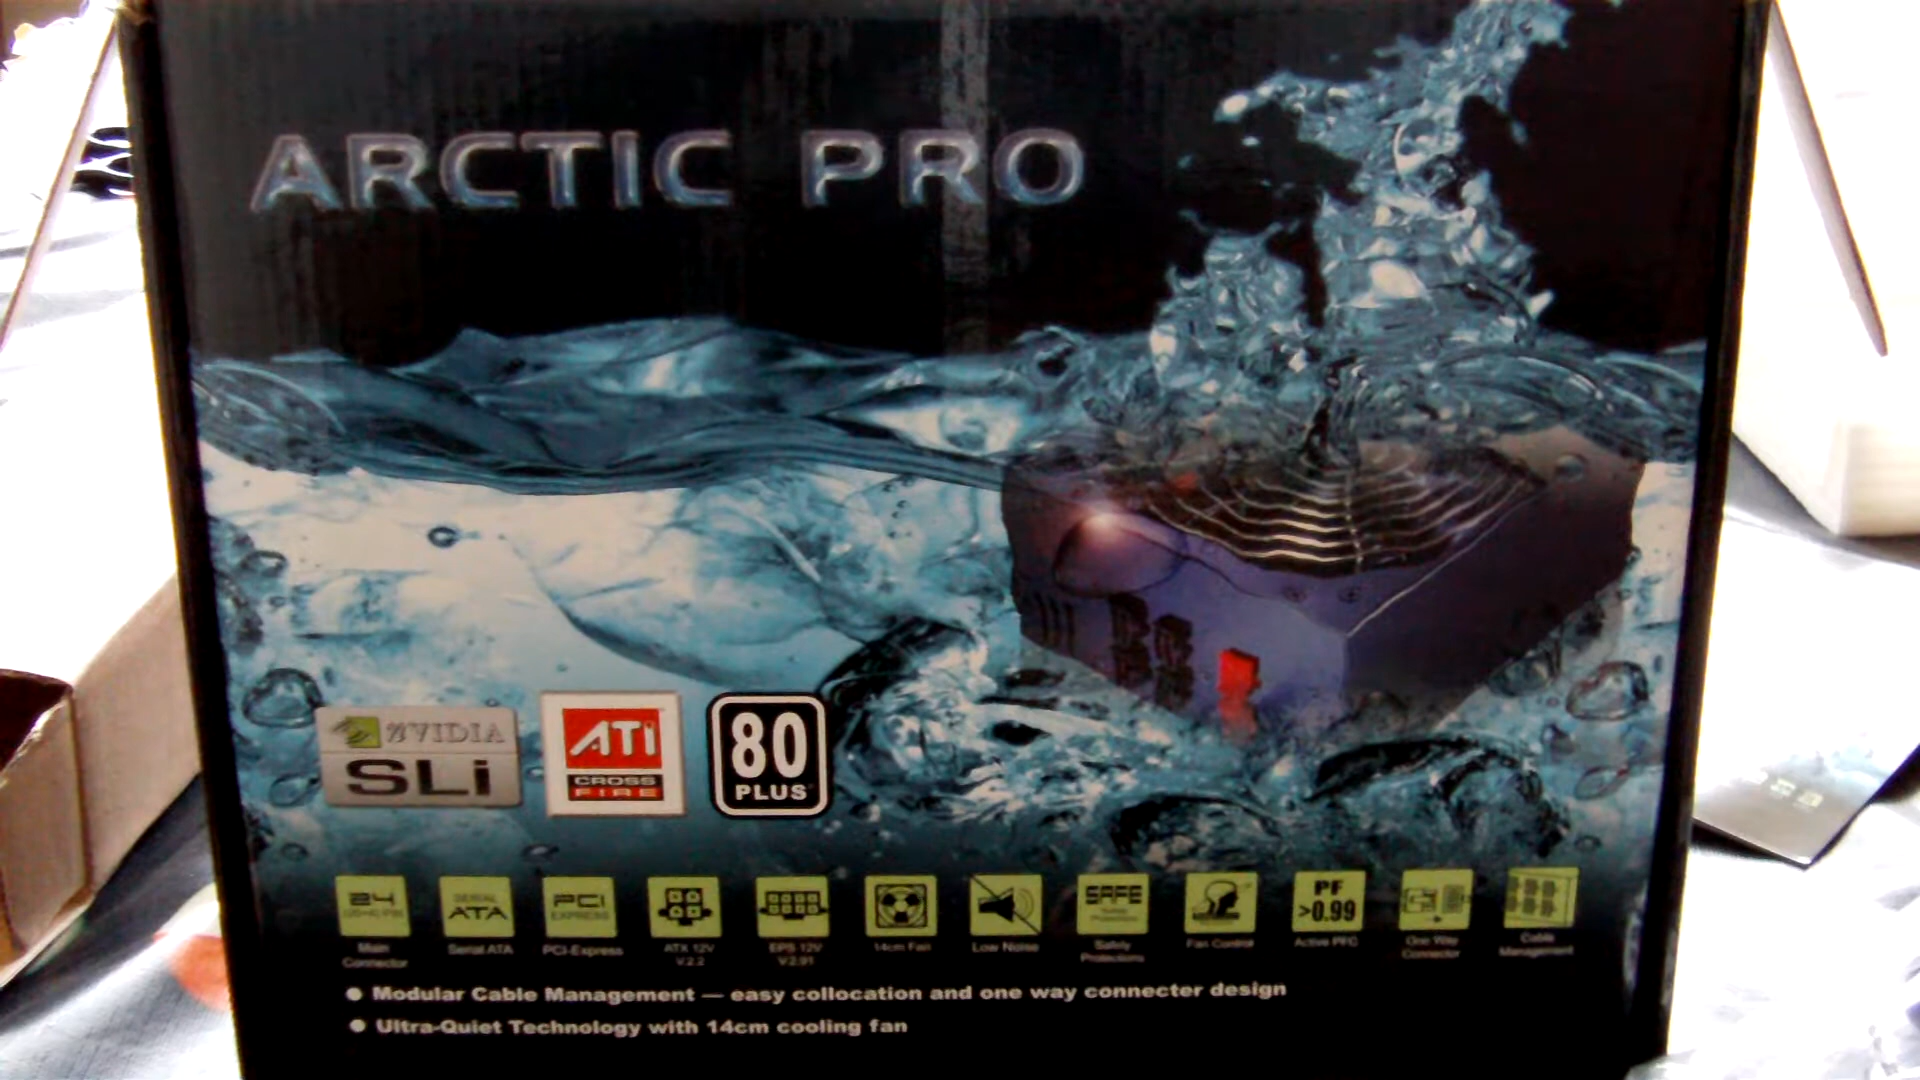 ARCTIC PRO
NVIDIA
SLi
ATi
CROSS
FIRE
80
PLUS
24
(20+4) PIN
SERIAL
ATA
PCI
EXPRESS
SAFE
PF
>0.99
Main
Connector
Serial ATA
PCI-Express
ATX 12V
V2.2
EPS 12V
V2.91
14cm Fan
Low Noise
Safety
Protections
Fan Control
Active PFC
One Way
Connector
Cable
Management
● Modular Cable Management — easy collocation and one way connecter design
● Ultra-Quiet Technology with 14cm cooling fan